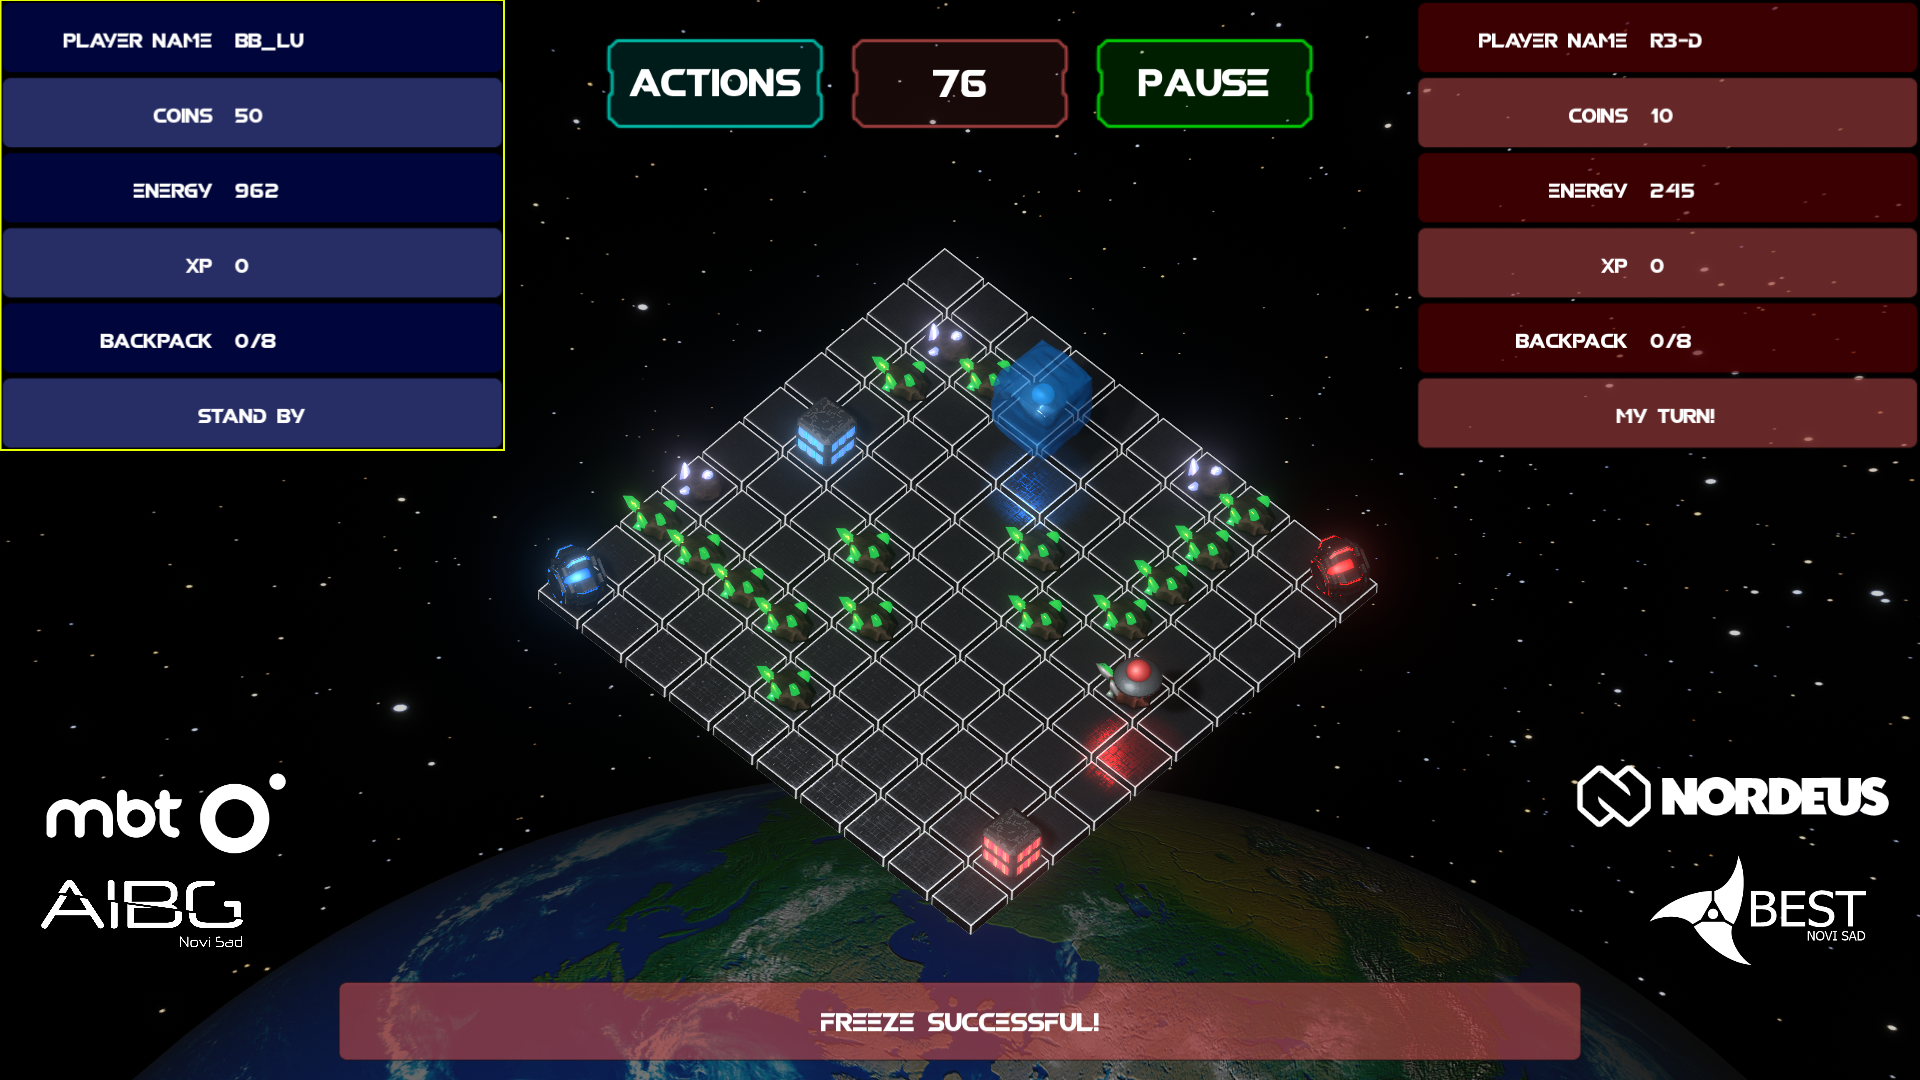 PLAYER NAME BB_LU
COINS 50
ENERGY 962
XP 0
BACKPACK 0/8
STAND BY
ACTIONS
76
PAUSE
PLAYER NAME R3-D
COINS 10
ENERGY 245
XP 0
BACKPACK 0/8
MY TURN!
mbt
AIBG
Novi Sad
NORDEUS
BEST
NOVI SAD
FREEZE SUCCESSFUL!